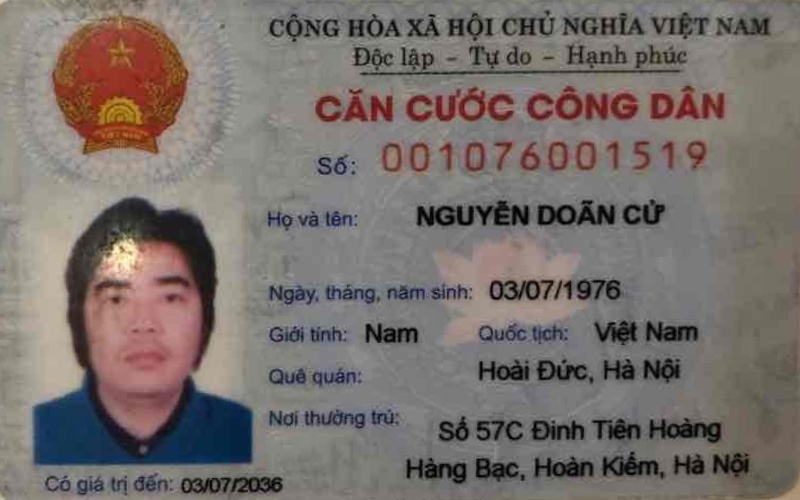 CỘNG HÒA XÃ HỘI CHỦ NGHĨA VIỆT NAM
Độc lập - Tự do - Hạnh phúc
CĂN CƯỚC CÔNG DÂN
Số: 001076001519
Họ và tên: NGUYỄN DOÃN CỪ
Ngày, tháng, năm sinh: 03/07/1976
Giới tính: Nam Quốc tịch: Việt Nam
Quê quán: Hoài Đức, Hà Nội
Nơi thường trú: Số 57C Đinh Tiên Hoàng
Hàng Bạc, Hoàn Kiếm, Hà Nội
Có giá trị đến: 03/07/2036
VIỆT NAM